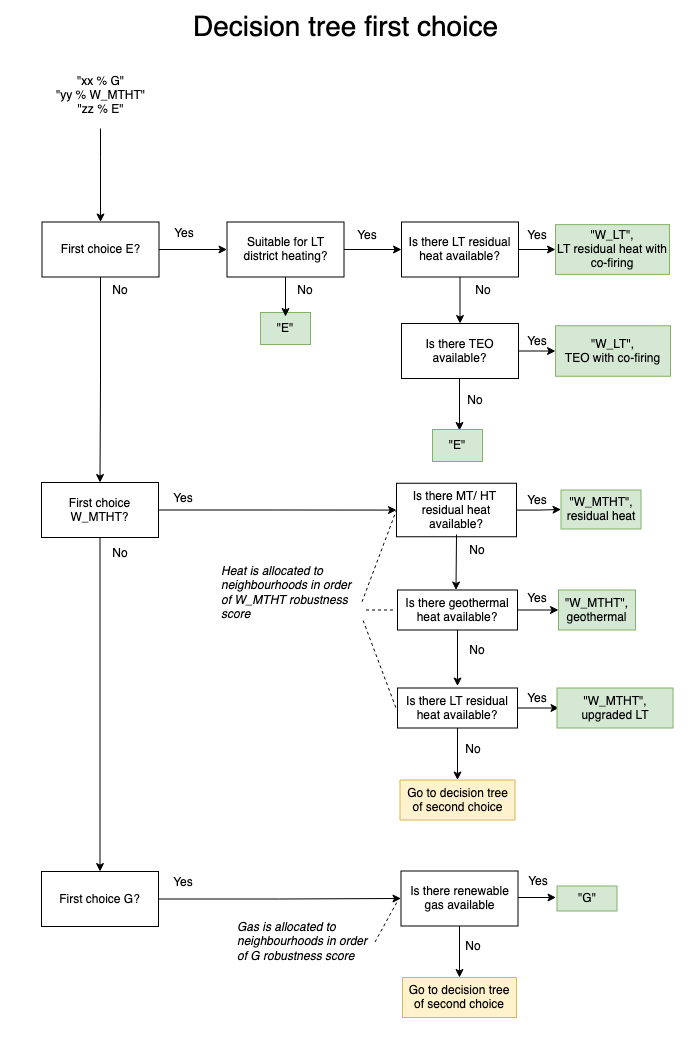 Decision tree first choice
"xx % G"
"yy % W_MTHT"
"zz % E"
First choice E?
Yes
Suitable for LT
district heating?
Yes
Is there LT residual
heat available?
Yes
"W_LT",
LT residual heat with
co-firing
No
No
No
"E"
Is there TEO
available?
Yes
"W_LT",
TEO with co-firing
No
"E"
First choice
W_MTHT?
Yes
Is there MT/ HT
residual heat
available?
Yes
"W_MTHT",
residual heat
No
No
Heat is allocated to
neighbourhoods in order
of W_MTHT robustness
score
Is there geothermal
heat available?
Yes
"W_MTHT",
geothermal
No
Is there LT residual
heat available?
Yes
"W_MTHT",
upgraded LT
No
Go to decision tree
of second choice
First choice G?
Yes
Is there renewable
gas available
Yes
"G"
Gas is allocated to
neighbourhoods in order
of G robustness score
No
Go to decision tree
of second choice